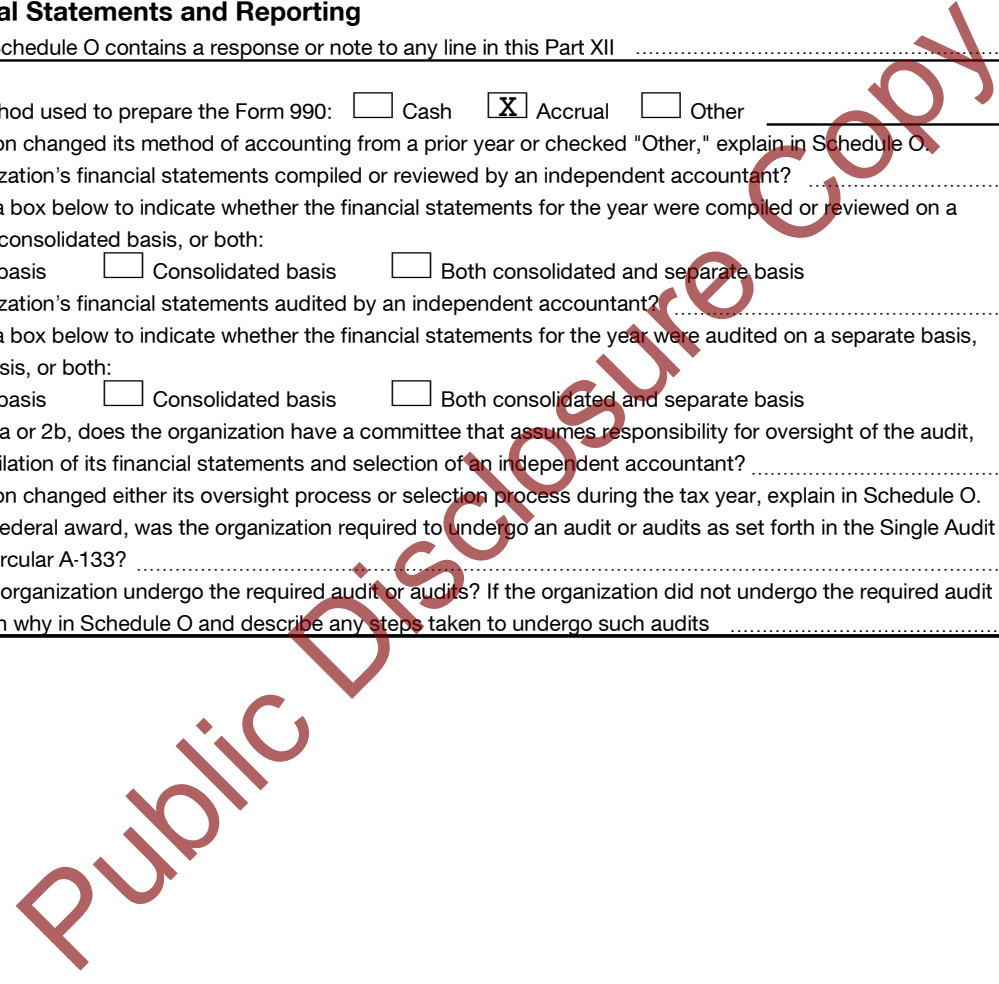 al Statements and Reporting
Schedule O contains a response or note to any line in this Part XII
hod used to prepare the Form 990: Cash X Accrual Other
on changed its method of accounting from a prior year or checked "Other," explain in Schedule O.
zation's financial statements compiled or reviewed by an independent accountant?
a box below to indicate whether the financial statements for the year were compiled or reviewed on a
consolidated basis, or both:
basis Consolidated basis Both consolidated and separate basis
zation's financial statements audited by an independent accountant?
a box below to indicate whether the financial statements for the year were audited on a separate basis,
sis, or both:
basis Consolidated basis Both consolidated and separate basis
a or 2b, does the organization have a committee that assumes responsibility for oversight of the audit,
ilation of its financial statements and selection of an independent accountant?
on changed either its oversight process or selection process during the tax year, explain in Schedule O.
ederal award, was the organization required to undergo an audit or audits as set forth in the Single Audit
rcular A-133?
organization undergo the required audit or audits? If the organization did not undergo the required audit
n why in Schedule O and describe any steps taken to undergo such audits
Public Disclosure Copy